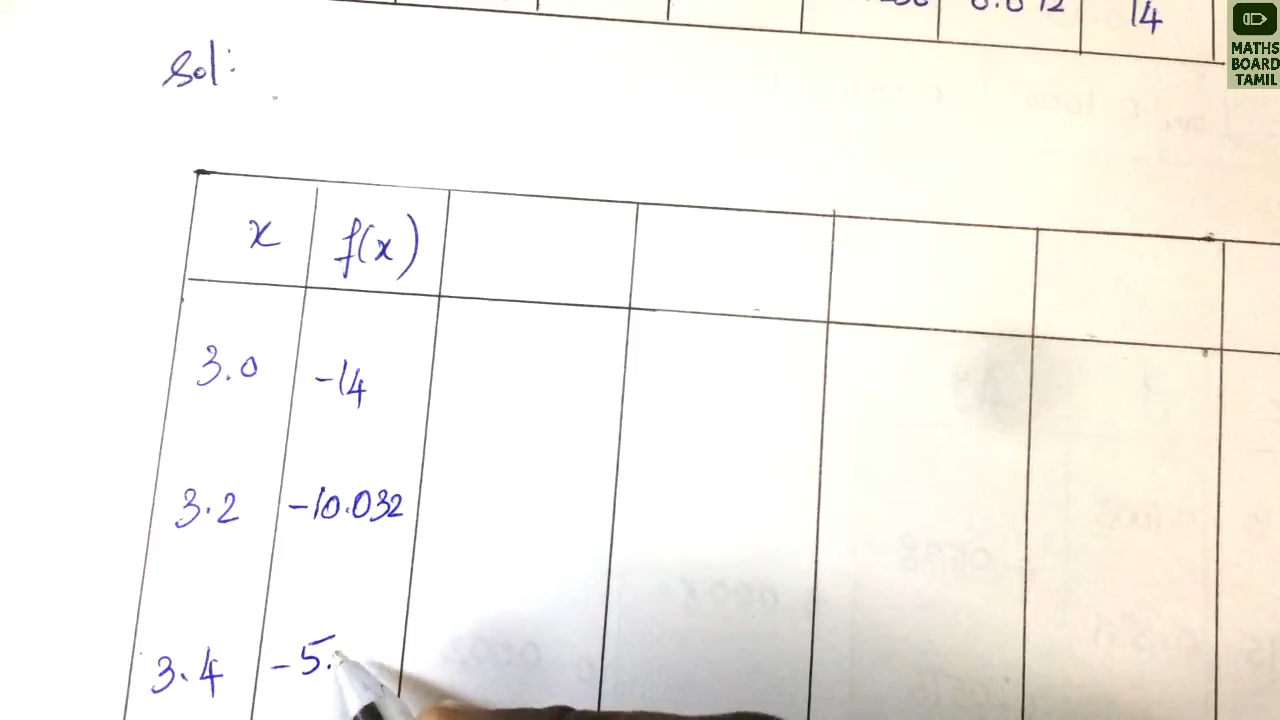 14
MATHS
BOARD
TAMIL
Sol:
x f(x)
3.0 -14
3.2 -10.032
3.4 -5.